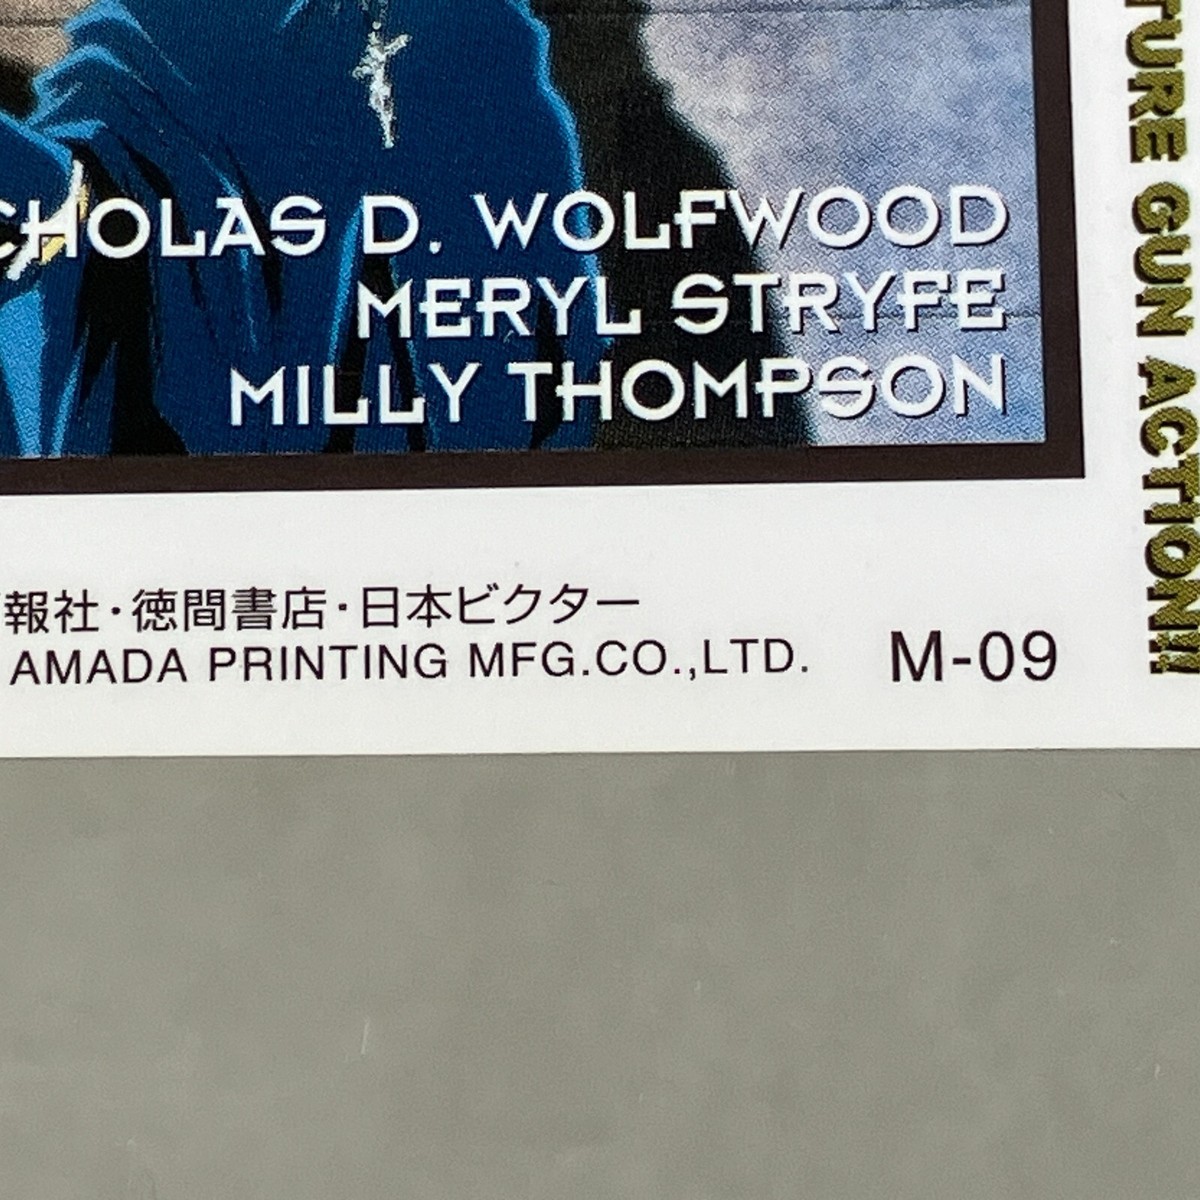 CHOLAS D. WOLFWOOD
MERYL STRYFE
MILLY THOMPSON
報社・徳間書店・日本ビクター
AMADA PRINTING MFG.CO.,LTD.
M-09
TURE GUN ACTION!!!